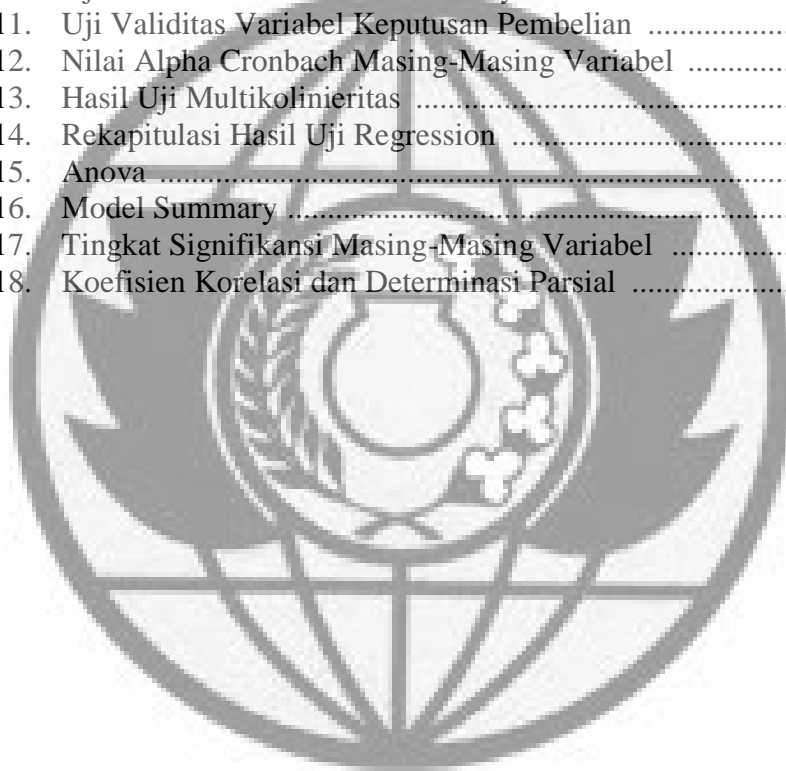 11. Uji Validitas Variabel Keputusan Pembelian ....................
12. Nilai Alpha Cronbach Masing-Masing Variabel ..............
13. Hasil Uji Multikolinieritas ............................................
14. Rekapitulasi Hasil Uji Regression ................................
15. Anova ..........................................................................
16. Model Summary ..........................................................
17. Tingkat Signifikansi Masing-Masing Variabel ................
18. Koefisien Korelasi dan Determinasi Parsial ....................